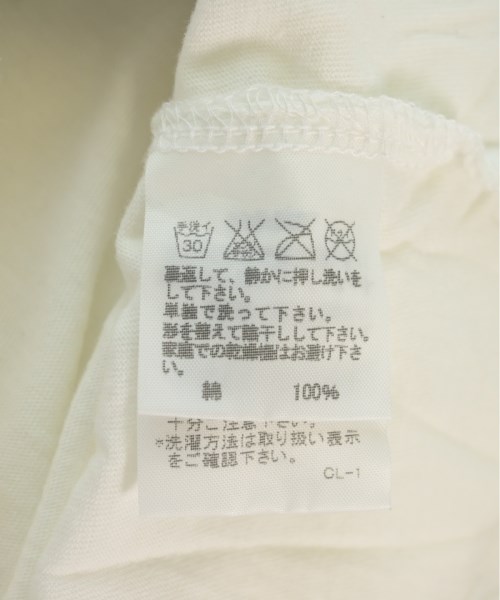 手洗イ
30
裏返して、静かに押し洗いを
して下さい。
単独で洗って下さい。
形を整えて陰干しして下さい。
家庭での乾燥機はお避け下さ
い。
綿 100%
十分ご注意下さい。
*洗濯方法は取り扱い表示
をご確認下さい。
CL-1